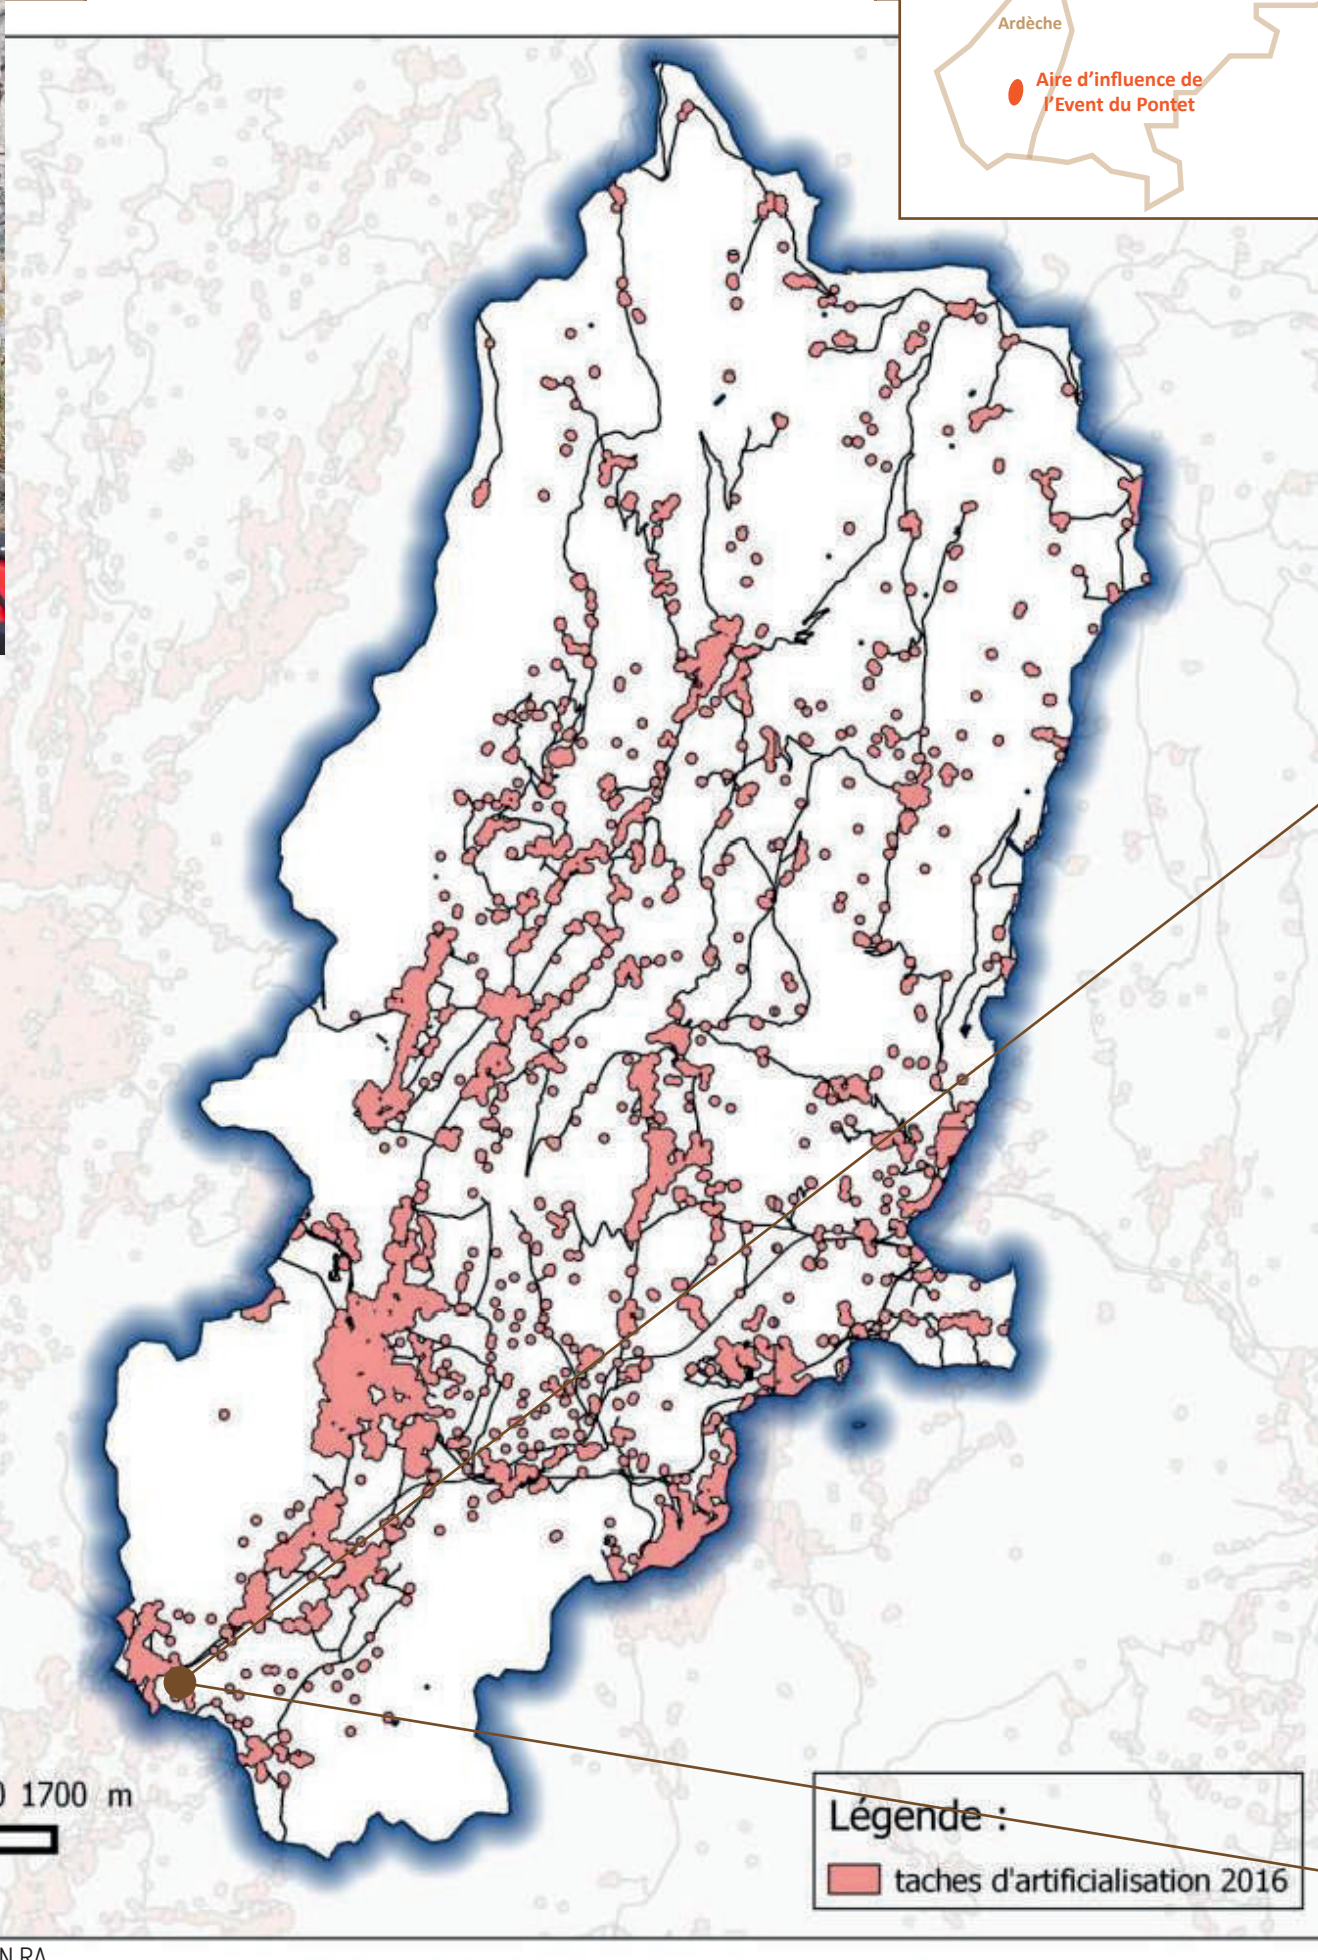 Ardèche
Aire d’influence de
l’Event du Pontet
1700 m
Légende :
taches d'artificialisation 2016